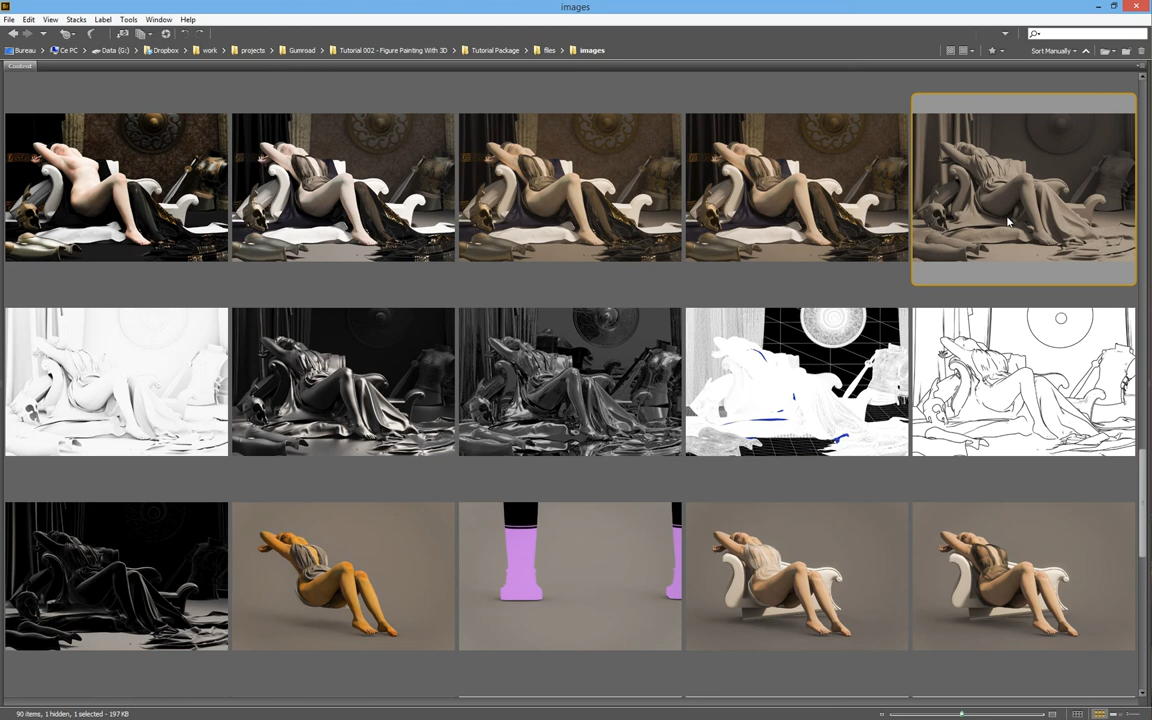 Br images
File Edit View Stacks Label Tools Window Help
Bureau Ce PC Data (G:) Dropbox work projects Gumroad Tutorial 002 - Figure Painting With 3D Tutorial Package files images Sort Manually
Content
90 items, 1 hidden, 1 selected - 197 KB